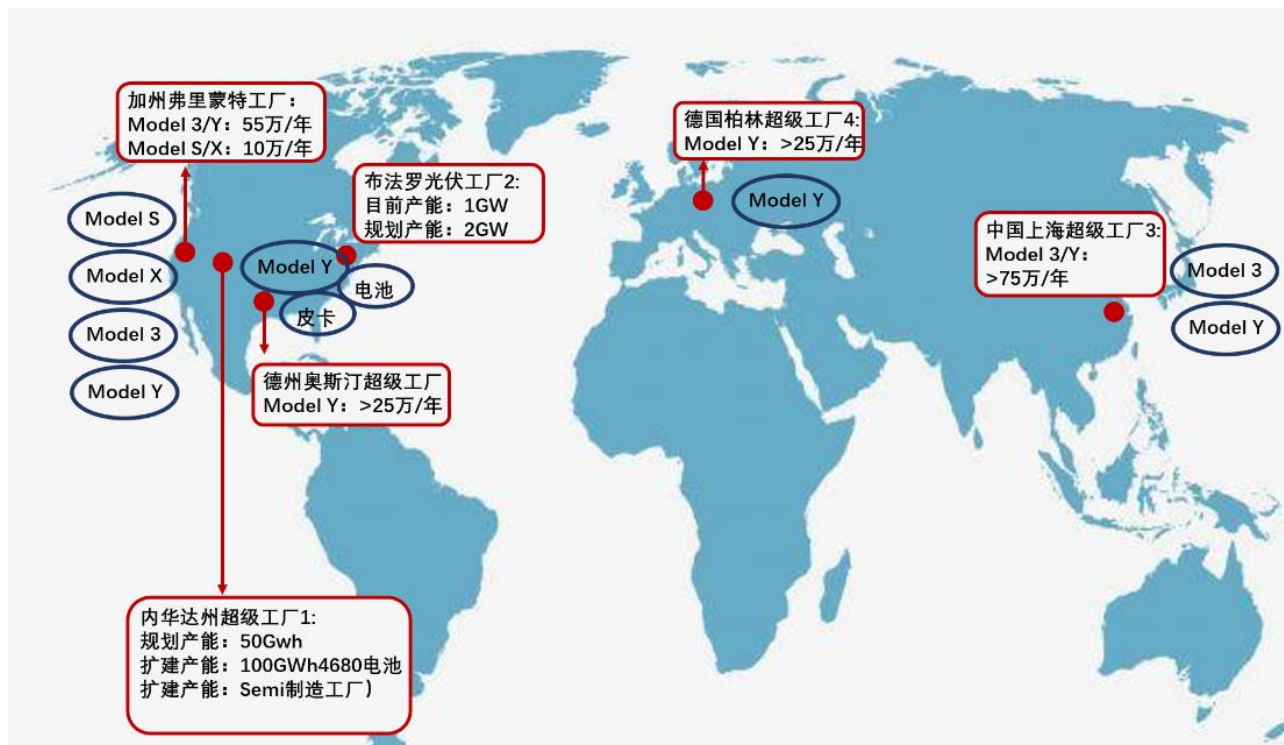 加州弗里蒙特工厂：
Model 3/Y：55万/年
Model S/X：10万/年
德国柏林超级工厂4:
Model Y：>25万/年
布法罗光伏工厂2:
目前产能：1GW
规划产能：2GW
Model S
Model X
Model 3
Model Y
Model Y
电池
皮卡
Model Y
中国上海超级工厂3:
Model 3/Y：
>75万/年
Model 3
Model Y
德州奥斯汀超级工厂
Model Y：>25万/年
内华达州超级工厂1:
规划产能：50Gwh
扩建产能：100GWh4680电池
扩建产能：Semi制造工厂）